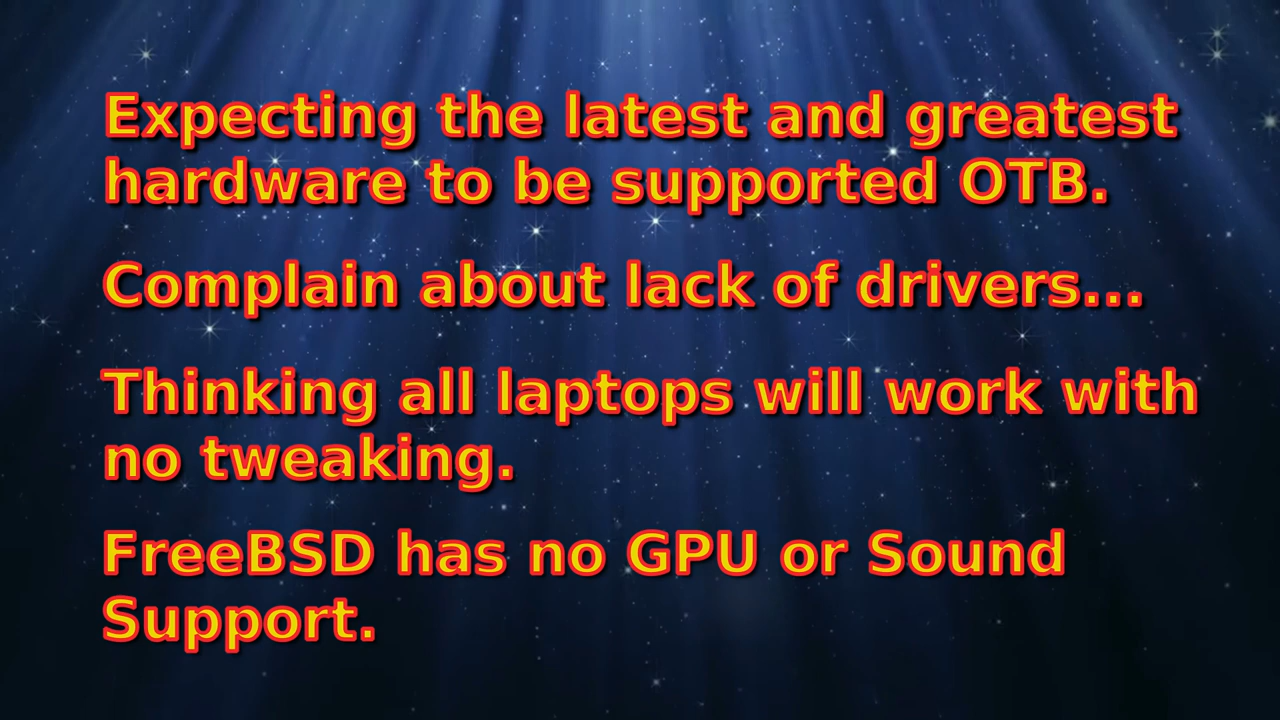 Expecting the latest and greatest
hardware to be supported OTB.
Complain about lack of drivers...
Thinking all laptops will work with
no tweaking.
FreeBSD has no GPU or Sound
Support.